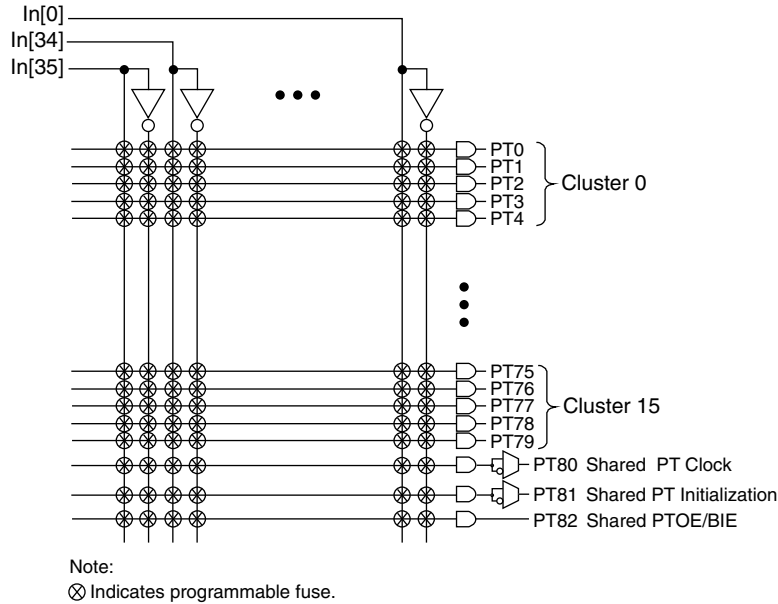 In[0]
In[34]
In[35]
PT0
PT1
PT2
PT3
PT4
Cluster 0
PT75
PT76
PT77
PT78
PT79
Cluster 15
PT80 Shared PT Clock
PT81 Shared PT Initialization
PT82 Shared PTOE/BIE
Note:
Indicates programmable fuse.